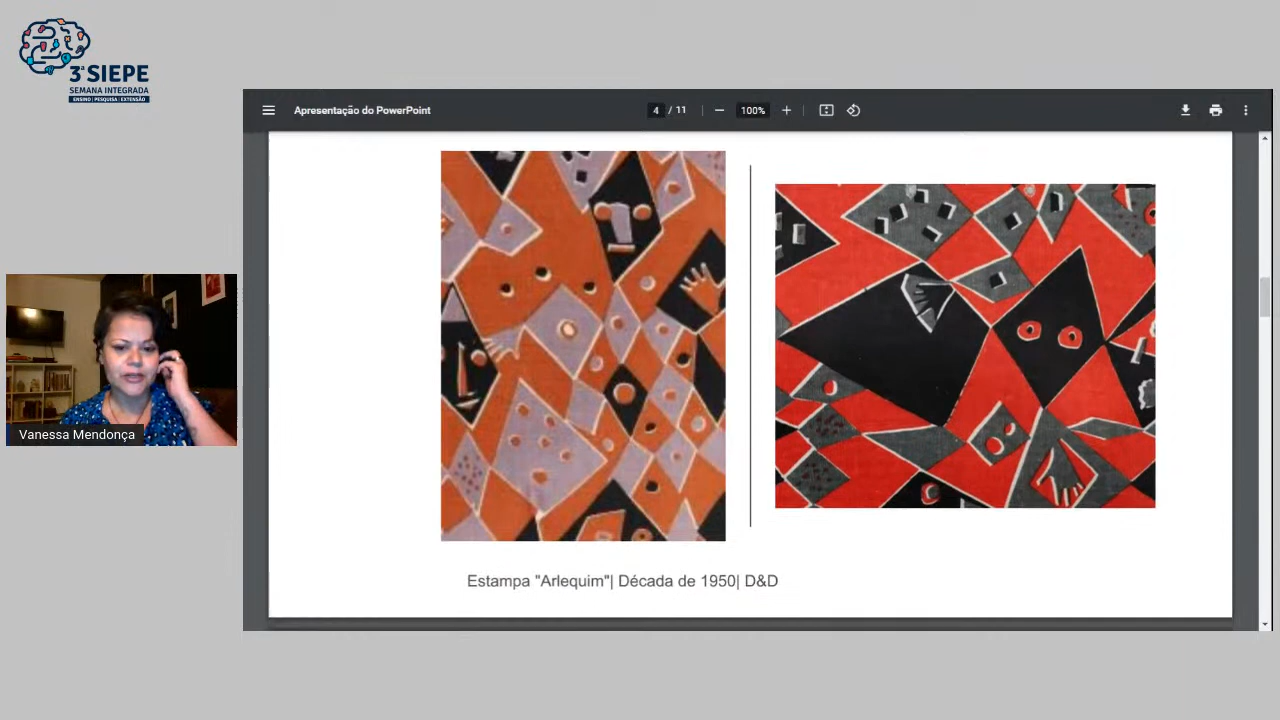 3ª SIEPE
SEMANA INTEGRADA
ENSINO | PESQUISA | EXTENSÃO
Apresentação do PowerPoint
4 / 11
100%
Vanessa Mendonça
Estampa "Arlequim"| Década de 1950| D&D